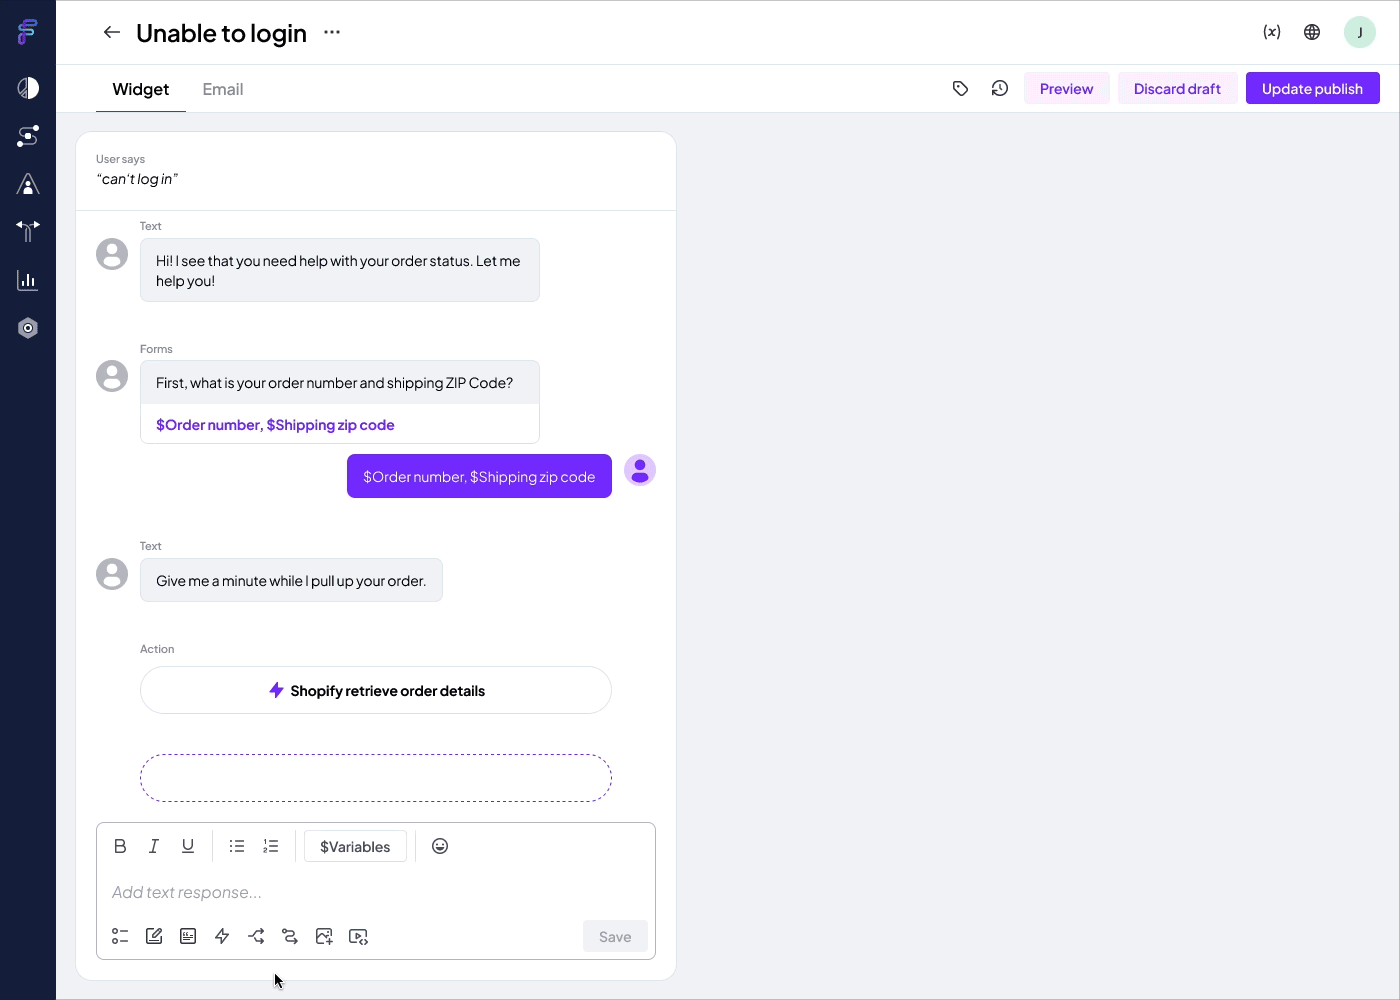 Unable to login
(x)
J
Widget
Email
Preview
Discard draft
Update publish
User says
“can't log in”
Text
Hi! I see that you need help with your order status. Let me
help you!
Forms
First, what is your order number and shipping ZIP Code?
$Order number, $Shipping zip code
$Order number, $Shipping zip code
Text
Give me a minute while I pull up your order.
Action
Shopify retrieve order details
B I U $Variables
Add text response...
Save